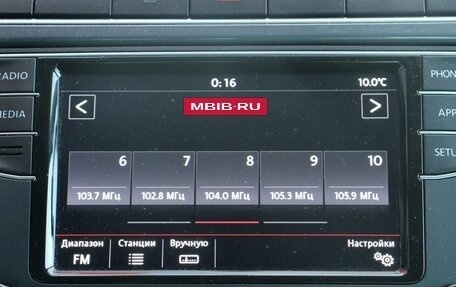 0:16 10.0°C
RADIO PHON
MEDIA APP
SETU
MBIB-RU
6 7 8 9 10
103.7 МГц 102.8 МГц 104.0 МГц 105.3 МГц 105.9 МГц
Диапазон Станции Вручную Настройки
FM